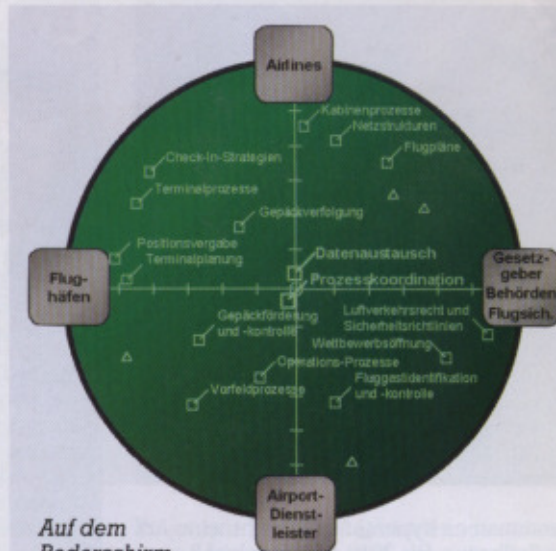 Airlines
Kabinenprozesse
Netzstrukturen
Flugpläne
Check-In-Strategien
Terminalprozesse
Gepäckverfolgung
Positionsvergabe
Terminalplanung
Datenaustausch
Prozesskoordination
Flug-
häfen
Gesetz-
geber
Behörden
Flugsich.
Gepäckförderung
und -kontrolle
Luftverkehrsrecht und
Sicherheitsrichtlinien
Wettbewerbsöffnung
Operations-Prozesse
Fluggastidentifikation
und -kontrolle
Vorfeldprozesse
Airport-
Dienst-
leister
Auf dem